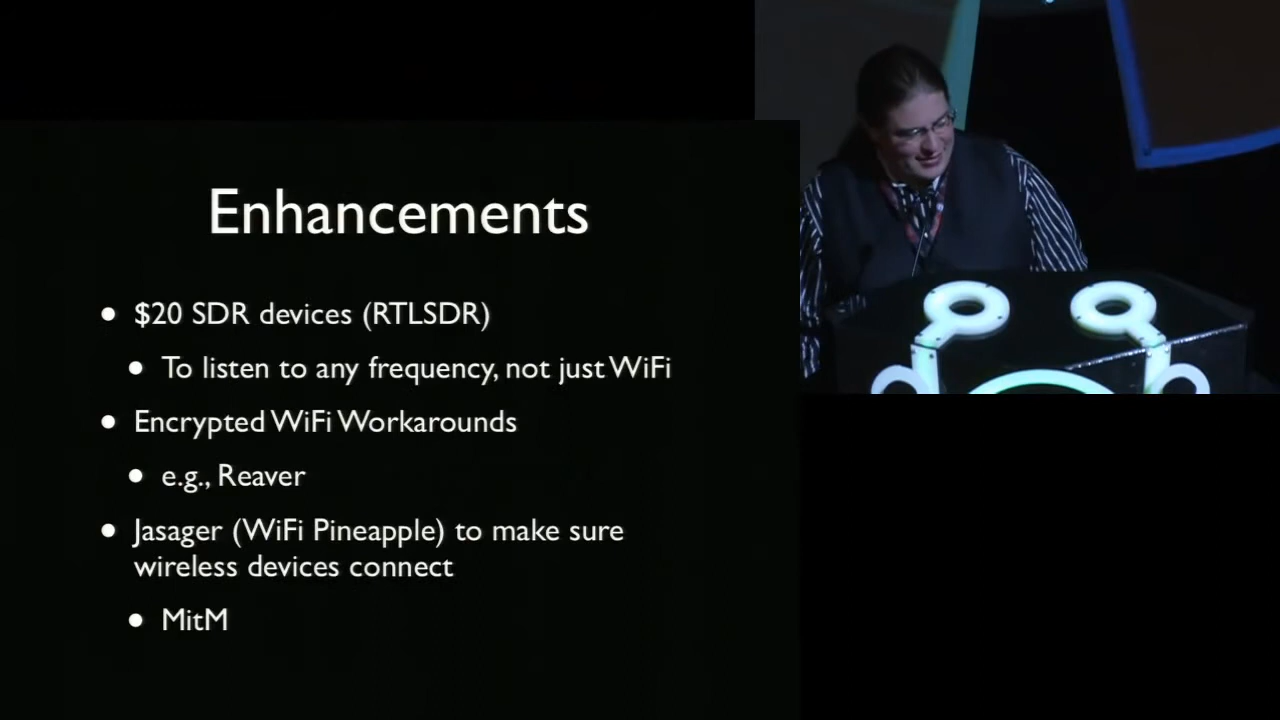 Enhancements
• $20 SDR devices (RTLSDR)
• To listen to any frequency, not just WiFi
• Encrypted WiFi Workarounds
• e.g., Reaver
• Jasager (WiFi Pineapple) to make sure
wireless devices connect
• MitM